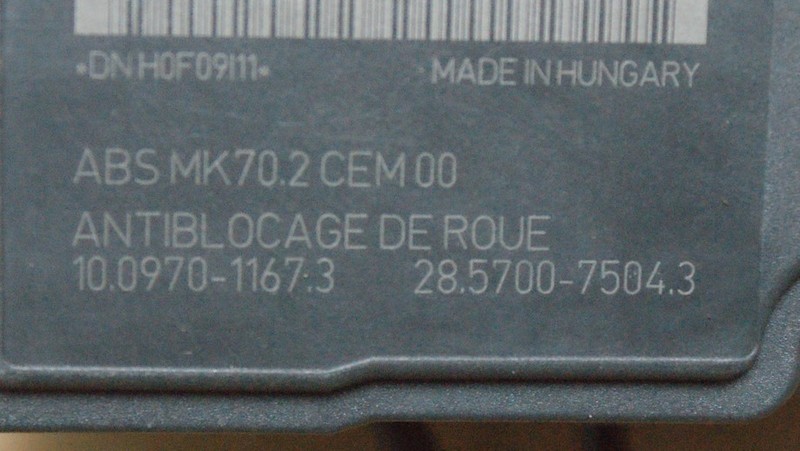 *DN H0F09I11* MADE IN HUNGARY
ABS MK70.2 CEM 00
ANTIBLOCAGE DE ROUE
10.0970-1167.3 28.5700-7504.3